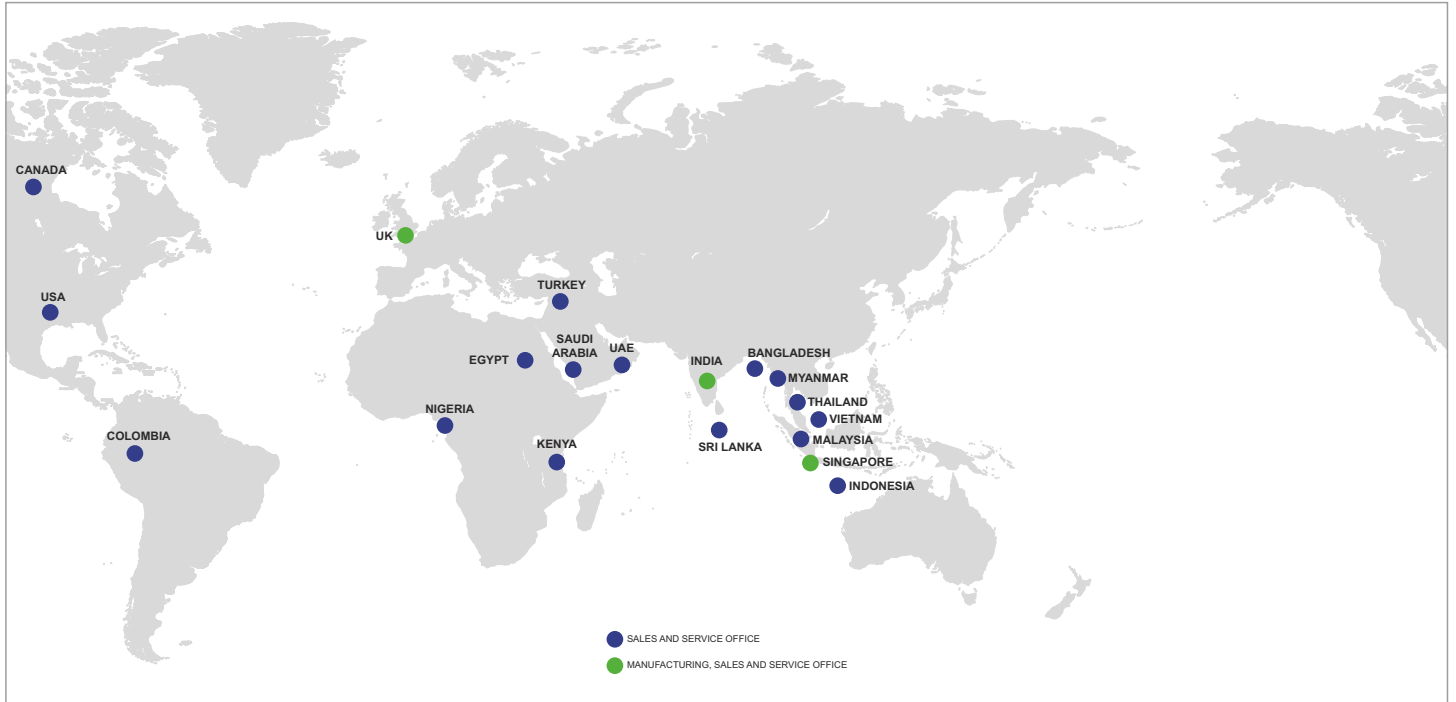 CANADA
UK
TURKEY
USA
SAUDI
ARABIA
UAE
EGYPT
INDIA
BANGLADESH
MYANMAR
THAILAND
NIGERIA
VIETNAM
COLOMBIA
KENYA
SRI LANKA
MALAYSIA
SINGAPORE
INDONESIA
SALES AND SERVICE OFFICE
MANUFACTURING, SALES AND SERVICE OFFICE